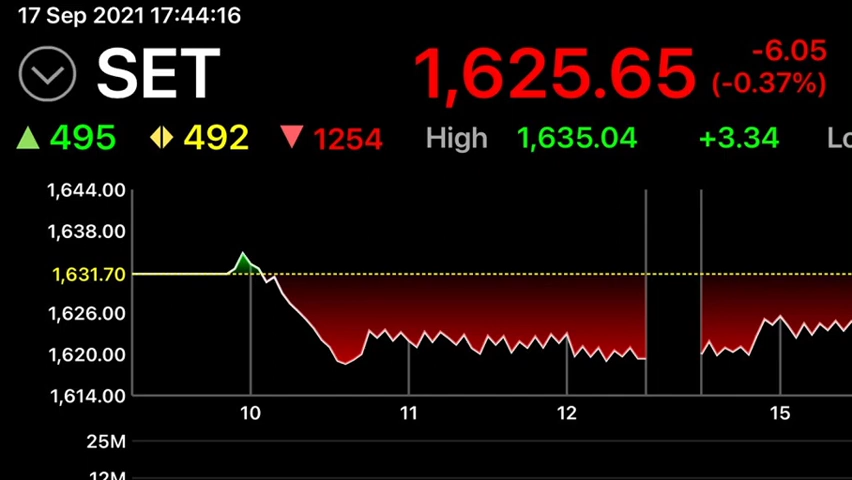 17 Sep 2021 17:44:16
SET 1,625.65 -6.05 (-0.37%)
495 492 1254 High 1,635.04 +3.34 Lo
1,644.00
1,638.00
1,631.70
1,626.00
1,620.00
1,614.00
10 11 12 15
25M
12M